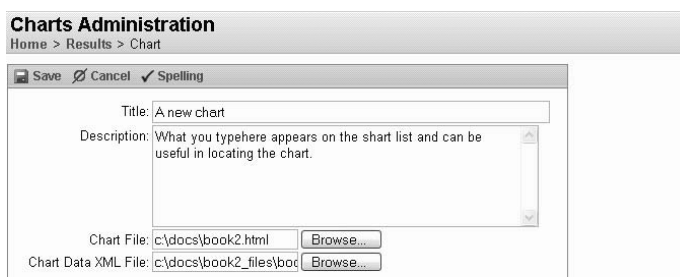 Charts Administration
Home > Results > Chart
Save Cancel Spelling
Title: A new chart
Description: What you typehere appears on the shart list and can be
useful in locating the chart.
Chart File: c:\docs\book2.html Browse...
Chart Data XML File: c:\docs\book2_files\boo Browse...